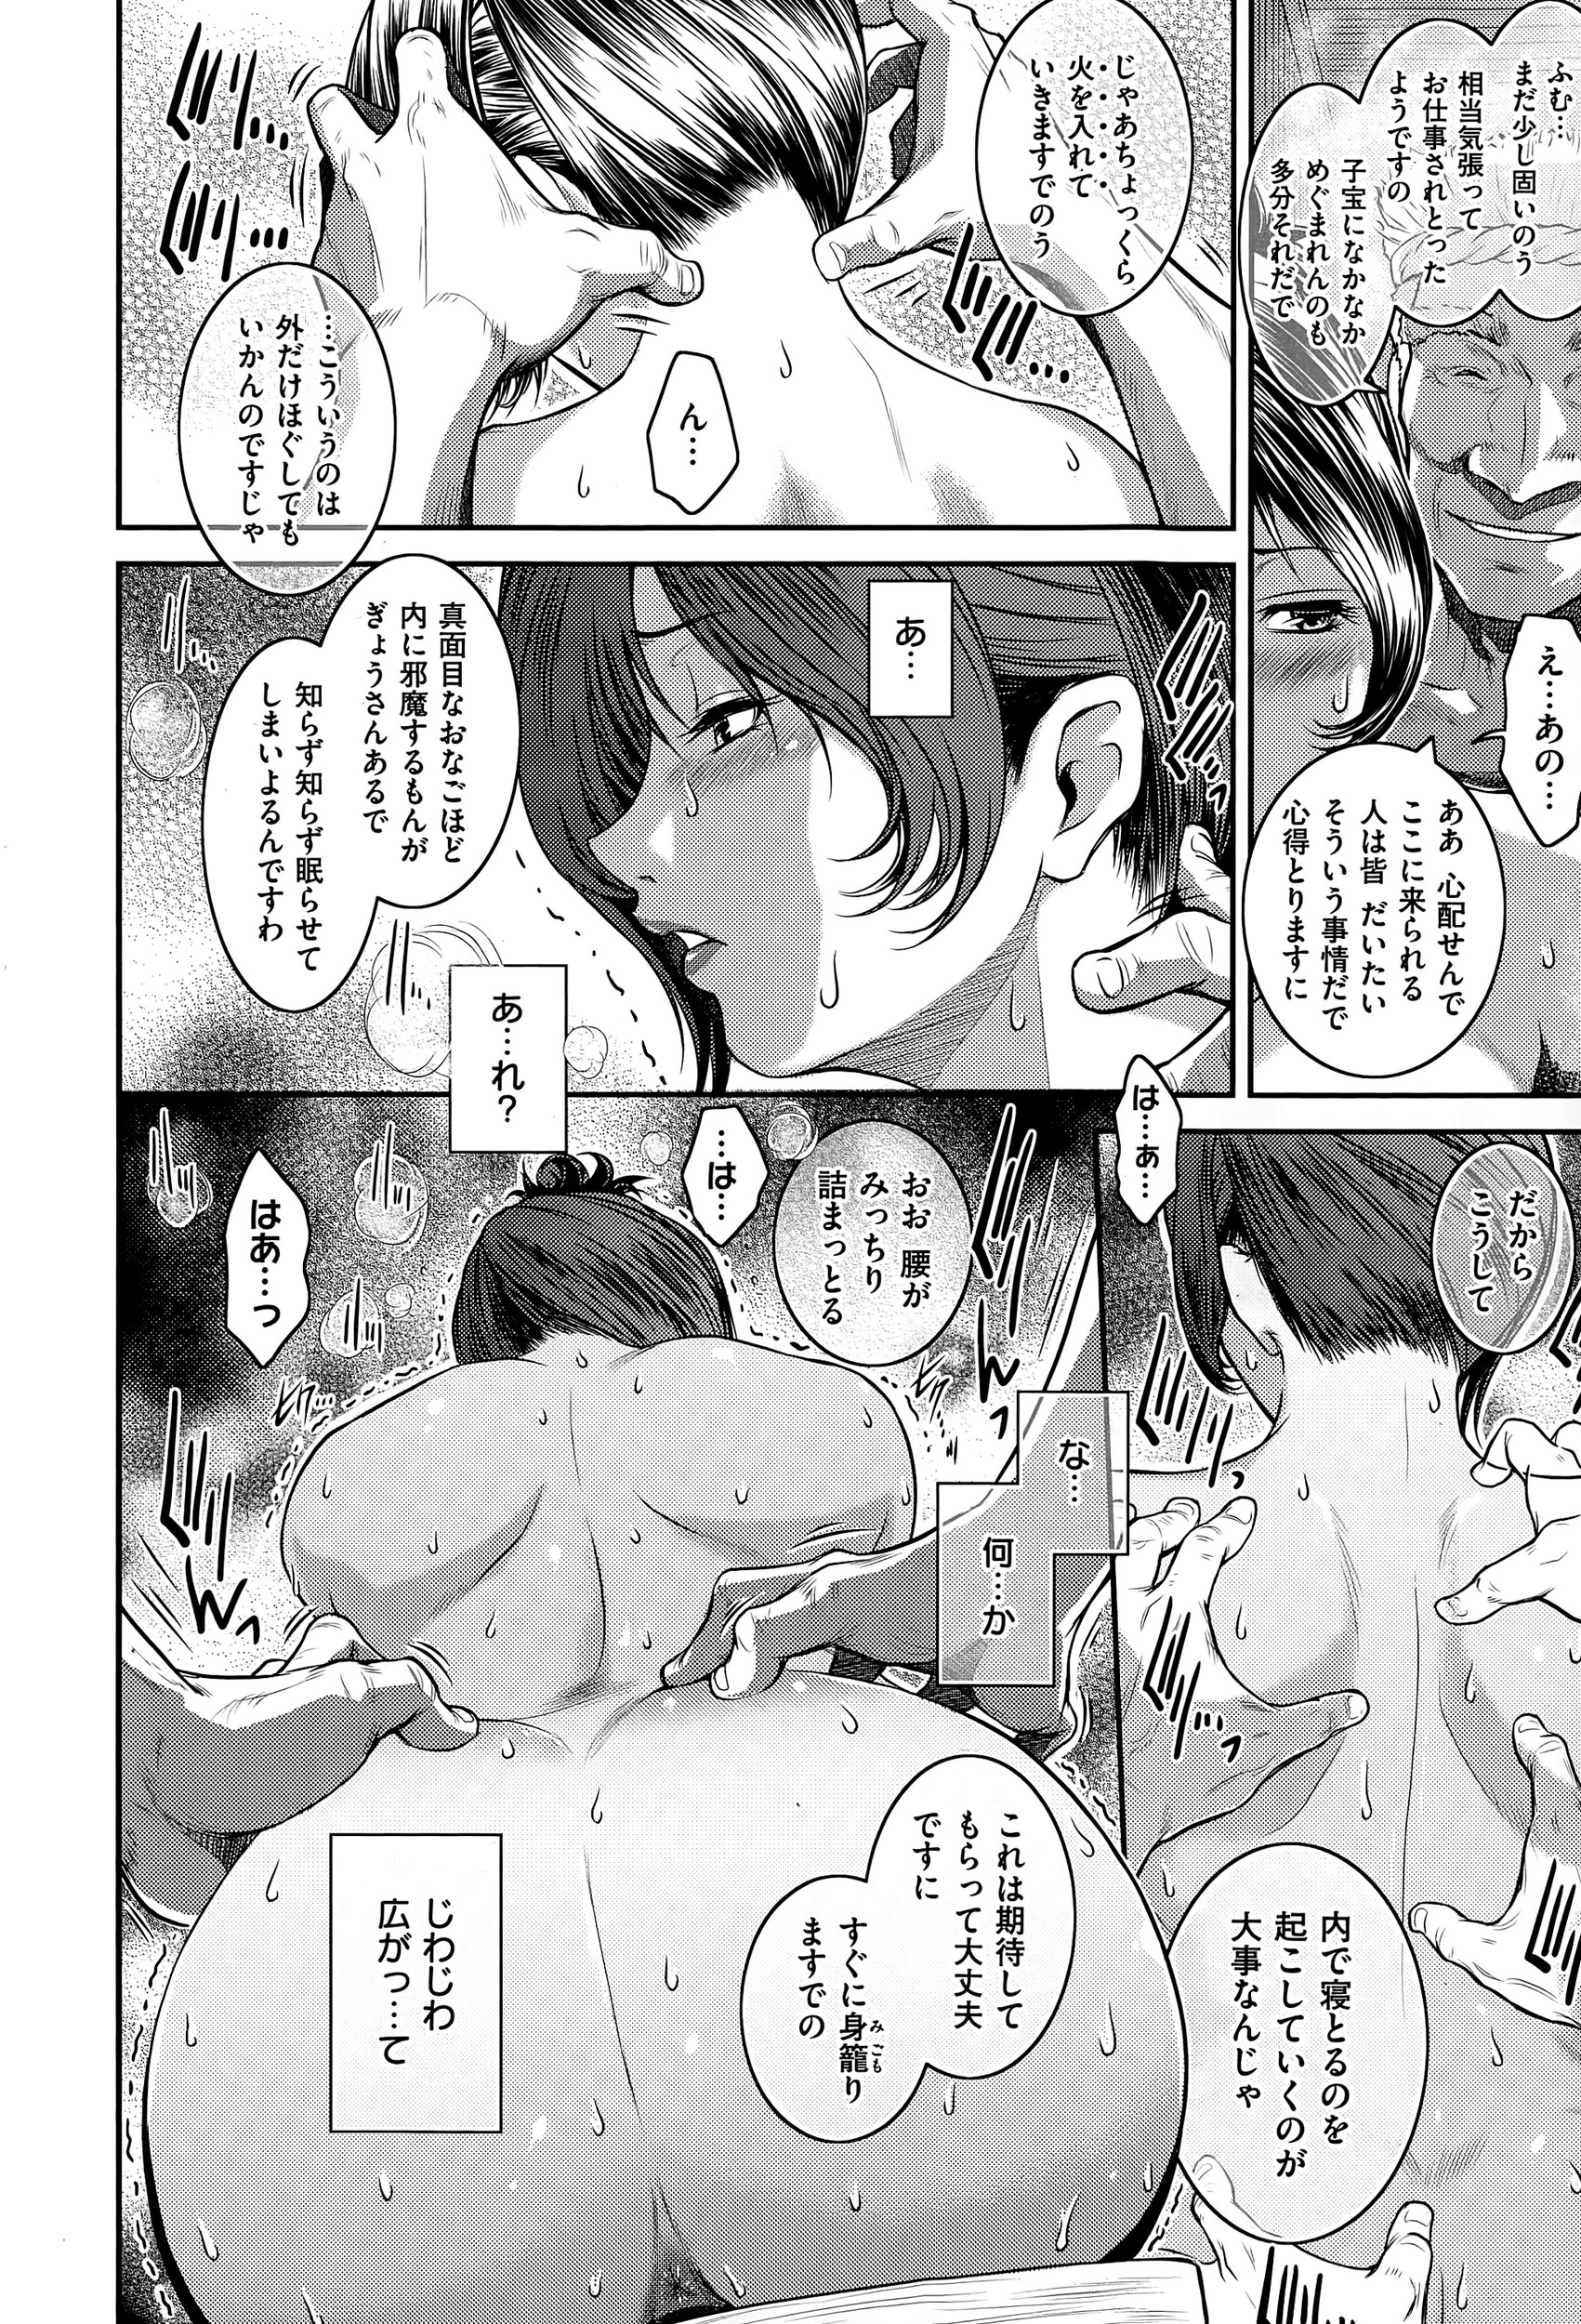 ふむ…
まだ少し固いのう
相当気張って
お仕事されとった
ようですの
子宝になかなか
めぐまれんのも
多分それだで
え…あの…
ああ 心配せんで
ここに来られる
人は皆 だいたい
そういう事情だで
心得とりますに
じゃあちょっくら
火を入れて
いきますでのう
ん…
…こういうのは
外だけほぐしても
いかんのですじゃ
あ…
真面目なおなごほど
内に邪魔するもんが
ぎょうさんあるで
知らず知らず眠らせて
しまいよるんですわ
あ…れ?
だから
こうして
は…ぁ…
内で寝とるのを
起こしていくのが
大事なんじゃ
おお 腰が
みっちり
詰まっとる
…は…
はあ…っ
な…
何…か
これは期待して
もらって大丈夫
ですに
すぐに身籠り
みごも
ますでの
じわじわ
広がっ…て